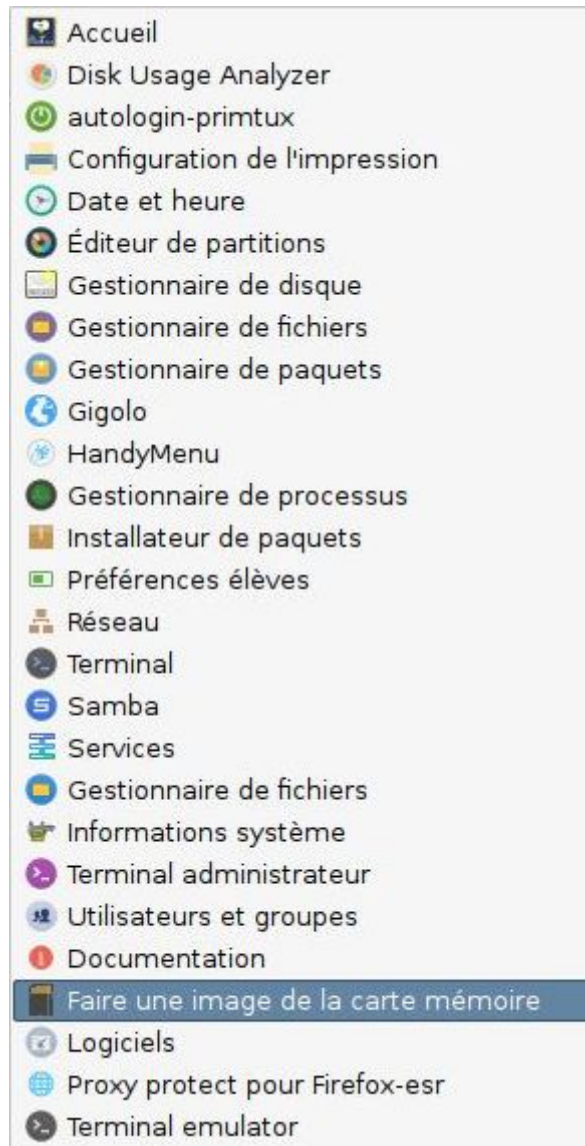 Accueil
Disk Usage Analyzer
autologin-primtux
Configuration de l'impression
Date et heure
Éditeur de partitions
Gestionnaire de disque
Gestionnaire de fichiers
Gestionnaire de paquets
Gigolo
HandyMenu
Gestionnaire de processus
Installateur de paquets
Préférences élèves
Réseau
Terminal
Samba
Services
Gestionnaire de fichiers
Informations système
Terminal administrateur
Utilisateurs et groupes
Documentation
Faire une image de la carte mémoire
Logiciels
Proxy protect pour Firefox-esr
Terminal emulator